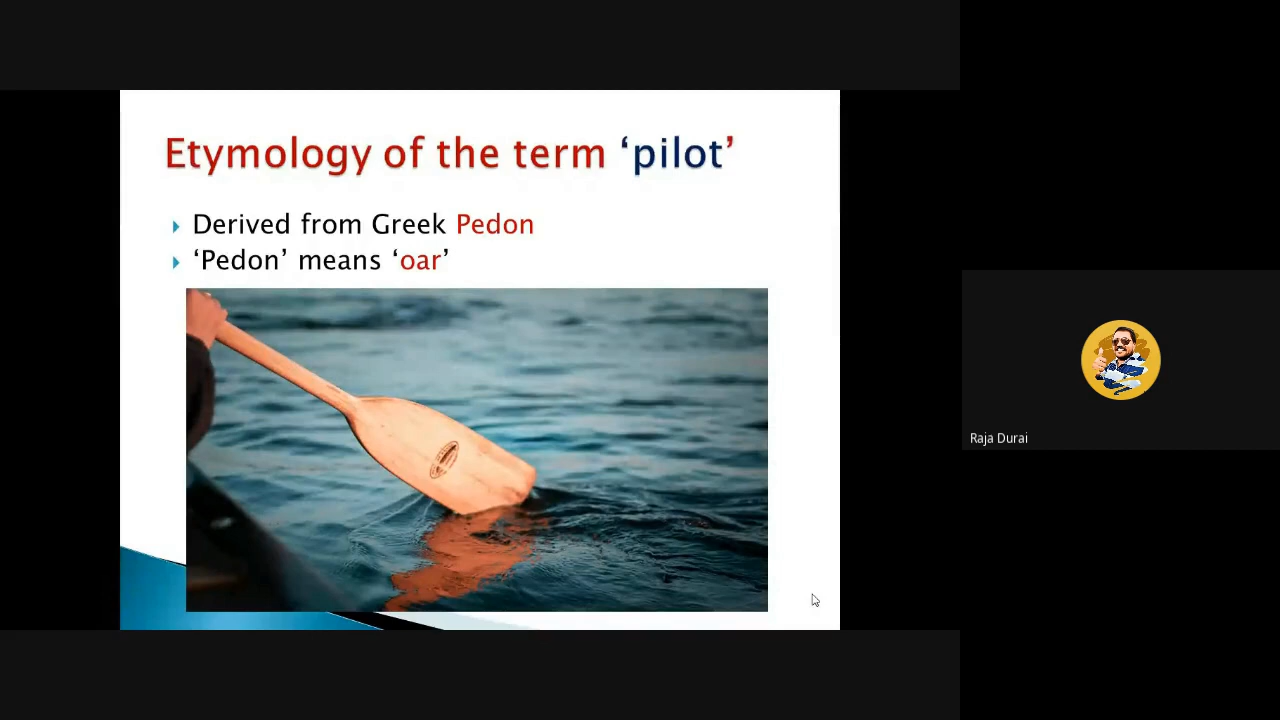 Etymology of the term ‘pilot’
Derived from Greek Pedon
‘Pedon’ means ‘oar’
Raja Durai